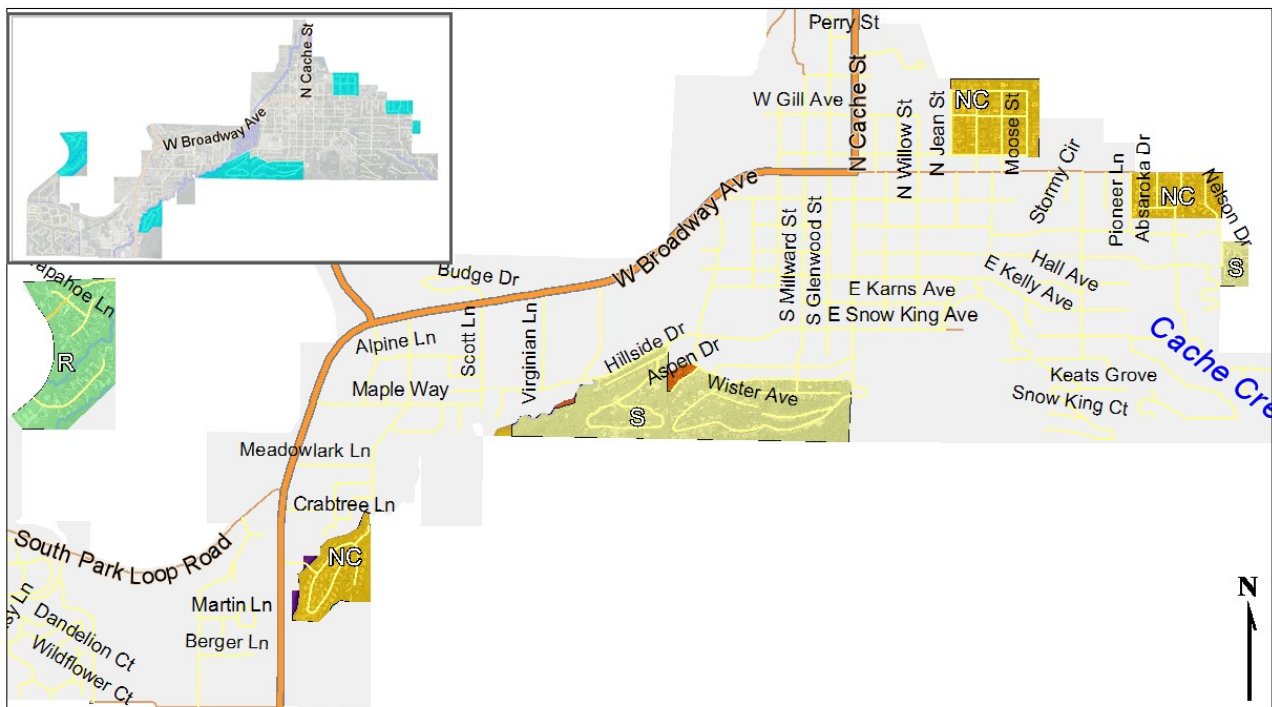 N Cache St
W Broadway Ave
Perry St
W Gill Ave
N Cache St
N Willow St
N Jean St
NC
Moose St
Stormy Cir
Pioneer Ln
Absaroka Dr
NC
Nelson Dr
S
W Broadway Ave
S Millward St
S Glenwood St
Hall Ave
E Kelly Ave
E Karns Ave
E Snow King Ave
Cache Cre
Keats Grove
Snow King Ct
apahoe Ln
R
Budge Dr
Alpine Ln
Scott Ln
Virginian Ln
Maple Way
Hillside Dr
Aspen Dr
Wister Ave
S
Meadowlark Ln
Crabtree Ln
NC
South Park Loop Road
Martin Ln
Berger Ln
sy Ln
Dandelion Ct
Wildflower Ct
N